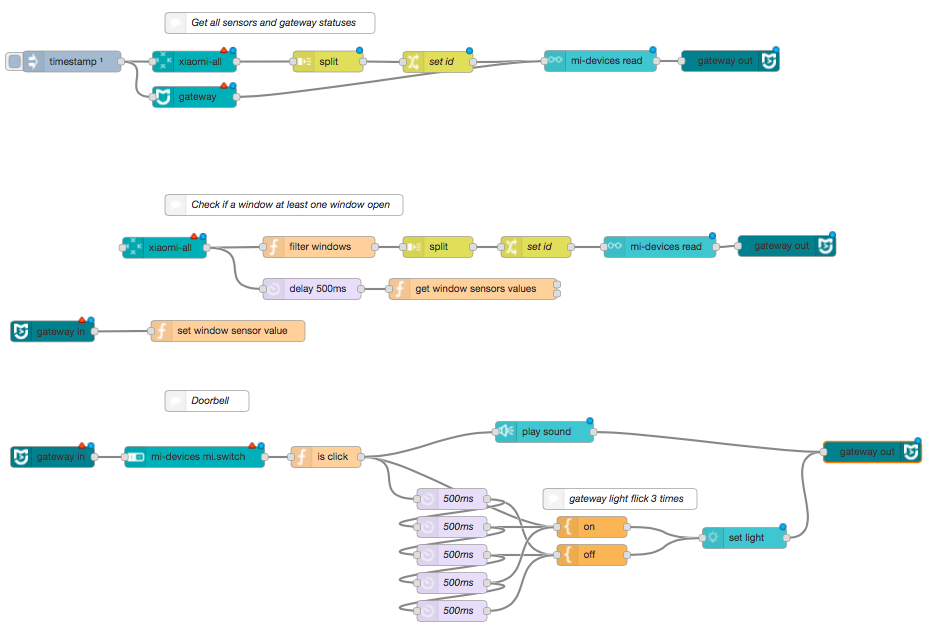 Get all sensors and gateway statuses
timestamp ¹
xiaomi-all
split
set id
mi-devices read
gateway out
gateway
Check if a window at least one window open
xiaomi-all
filter windows
split
set id
mi-devices read
gateway out
delay 500ms
get window sensors values
gateway in
set window sensor value
Doorbell
play sound
gateway in
mi-devices mi.switch
is click
gateway out
500ms
gateway light flick 3 times
500ms
on
set light
500ms
off
500ms
500ms